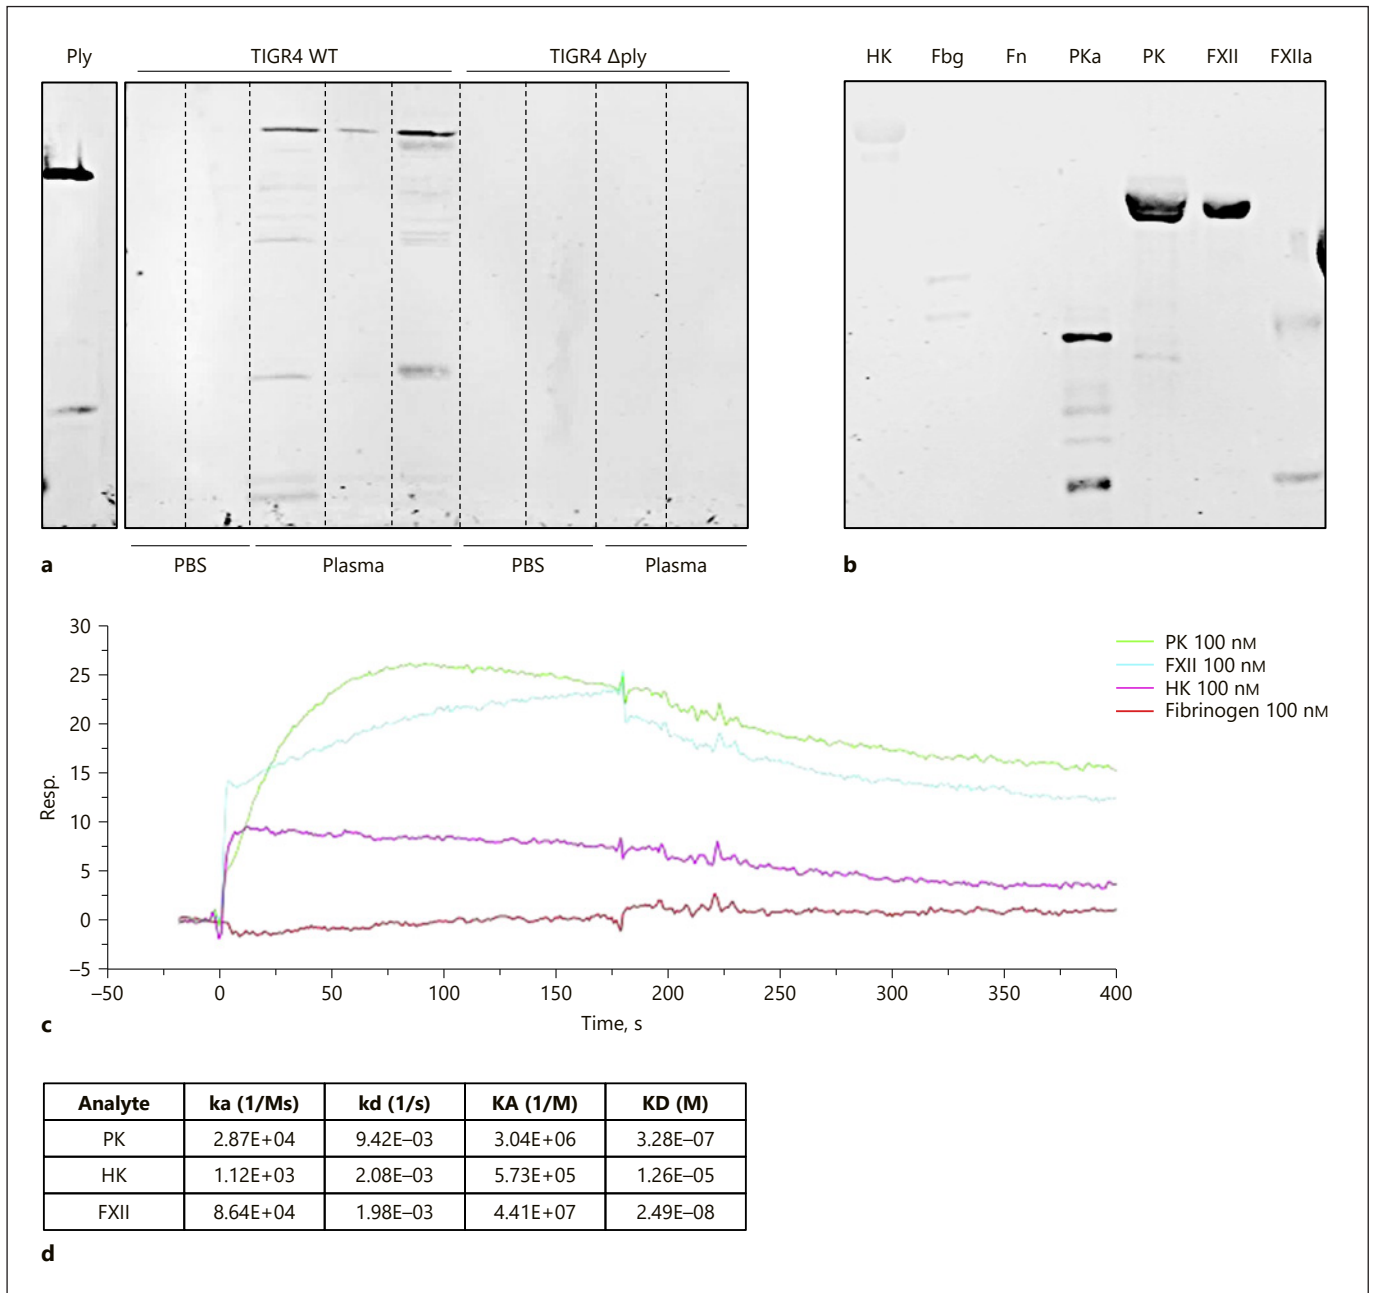 Ply TIGR4 WT TIGR4 Δply
HK Fbg Fn PKa PK FXII FXIIa
PBS Plasma PBS Plasma
a
b
30
25
20
15
10
5
0
–5
Resp.
–50 0 50 100 150 200 250 300 350 400
Time, s
PK 100 nM
FXII 100 nM
HK 100 nM
Fibrinogen 100 nM
c
Analyte ka (1/Ms) kd (1/s) KA (1/M) KD (M)
PK 2.87E+04 9.42E–03 3.04E+06 3.28E–07
HK 1.12E+03 2.08E–03 5.73E+05 1.26E–05
FXII 8.64E+04 1.98E–03 4.41E+07 2.49E–08
d